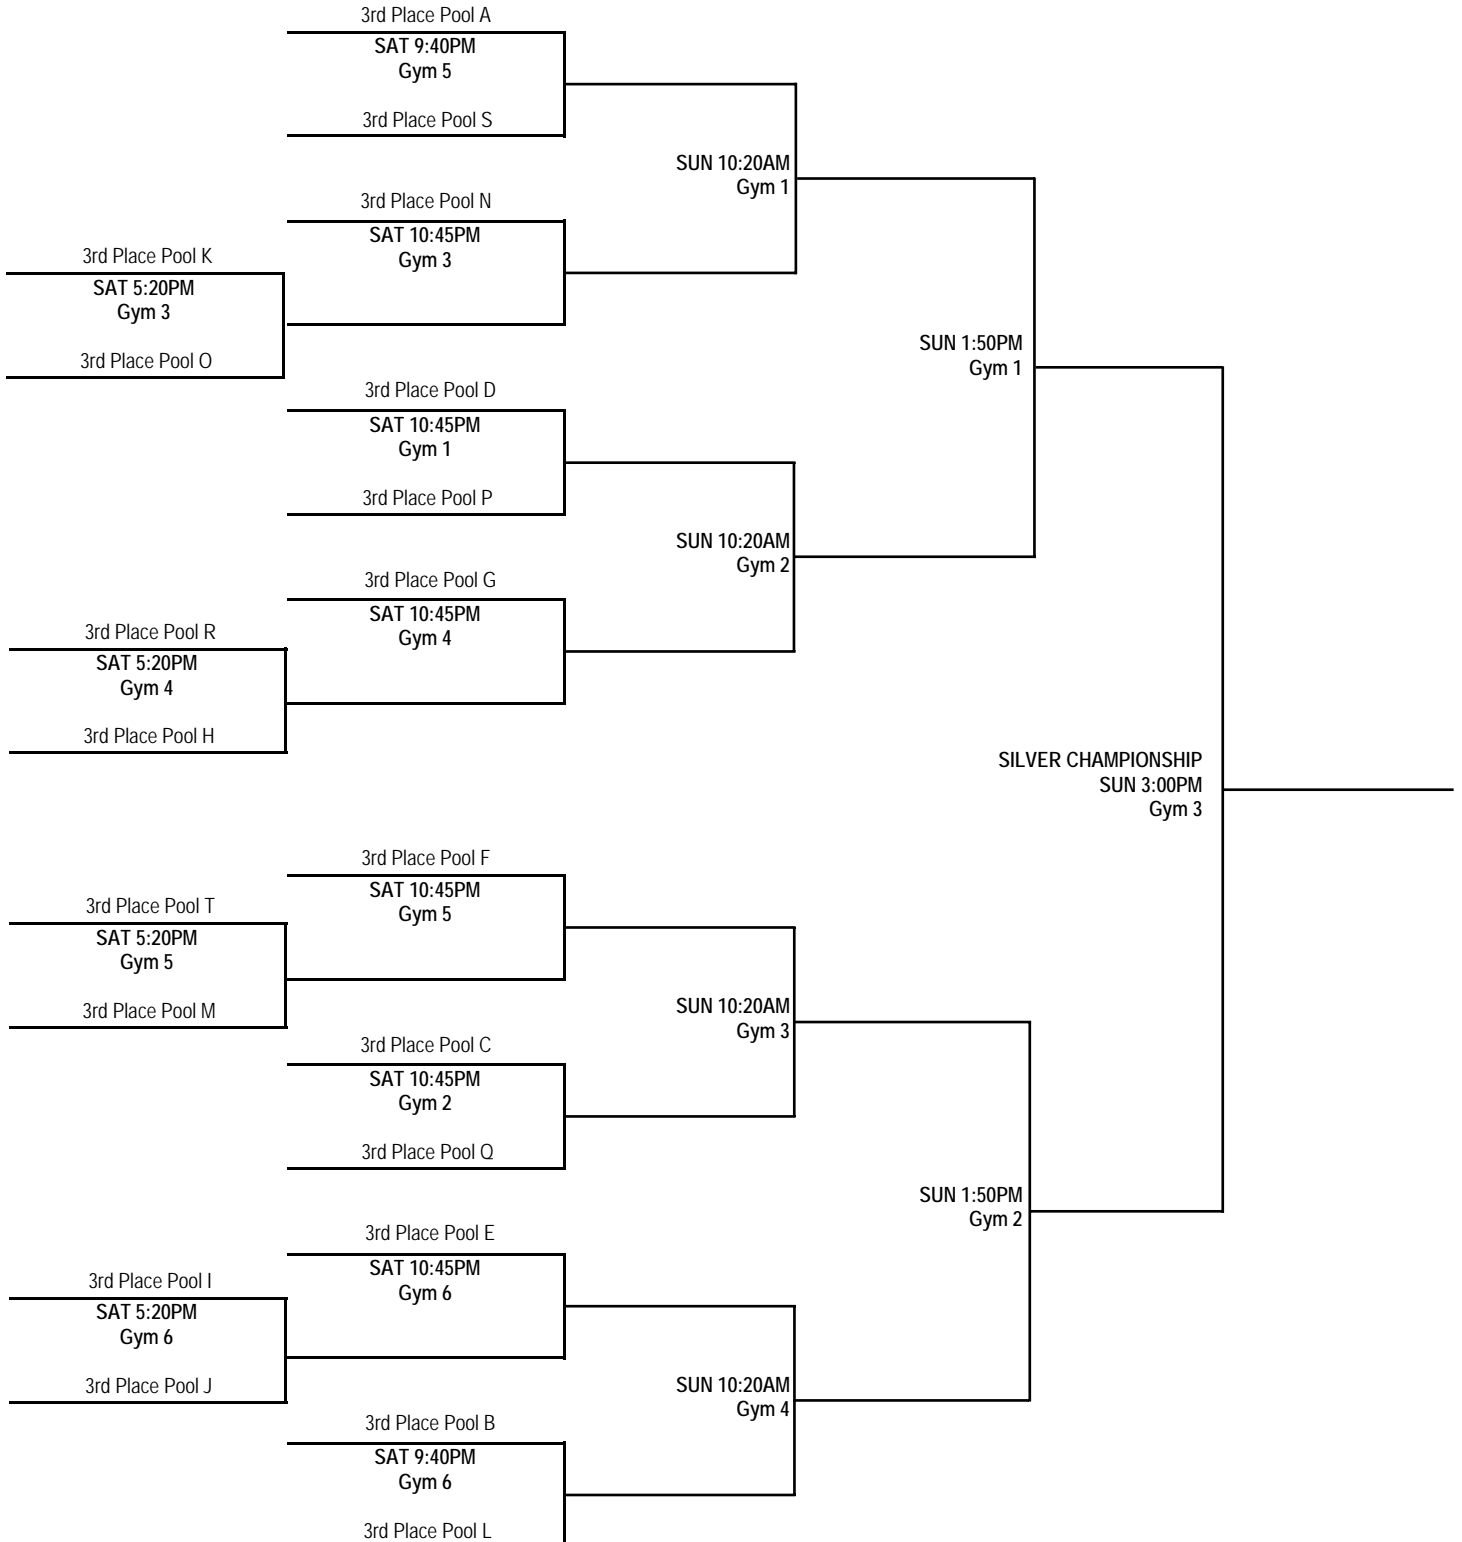 3rd Place Pool A
SAT 9:40PM
Gym 5
3rd Place Pool S
SUN 10:20AM
Gym 1
3rd Place Pool N
SAT 10:45PM
Gym 3
3rd Place Pool K
SAT 5:20PM
Gym 3
3rd Place Pool O
SUN 1:50PM
Gym 1
3rd Place Pool D
SAT 10:45PM
Gym 1
3rd Place Pool P
SUN 10:20AM
Gym 2
3rd Place Pool G
SAT 10:45PM
Gym 4
3rd Place Pool R
SAT 5:20PM
Gym 4
3rd Place Pool H
SILVER CHAMPIONSHIP
SUN 3:00PM
Gym 3
3rd Place Pool F
SAT 10:45PM
Gym 5
3rd Place Pool T
SAT 5:20PM
Gym 5
3rd Place Pool M
SUN 10:20AM
Gym 3
3rd Place Pool C
SAT 10:45PM
Gym 2
3rd Place Pool Q
SUN 1:50PM
Gym 2
3rd Place Pool E
SAT 10:45PM
Gym 6
3rd Place Pool I
SAT 5:20PM
Gym 6
3rd Place Pool J
SUN 10:20AM
Gym 4
3rd Place Pool B
SAT 9:40PM
Gym 6
3rd Place Pool L